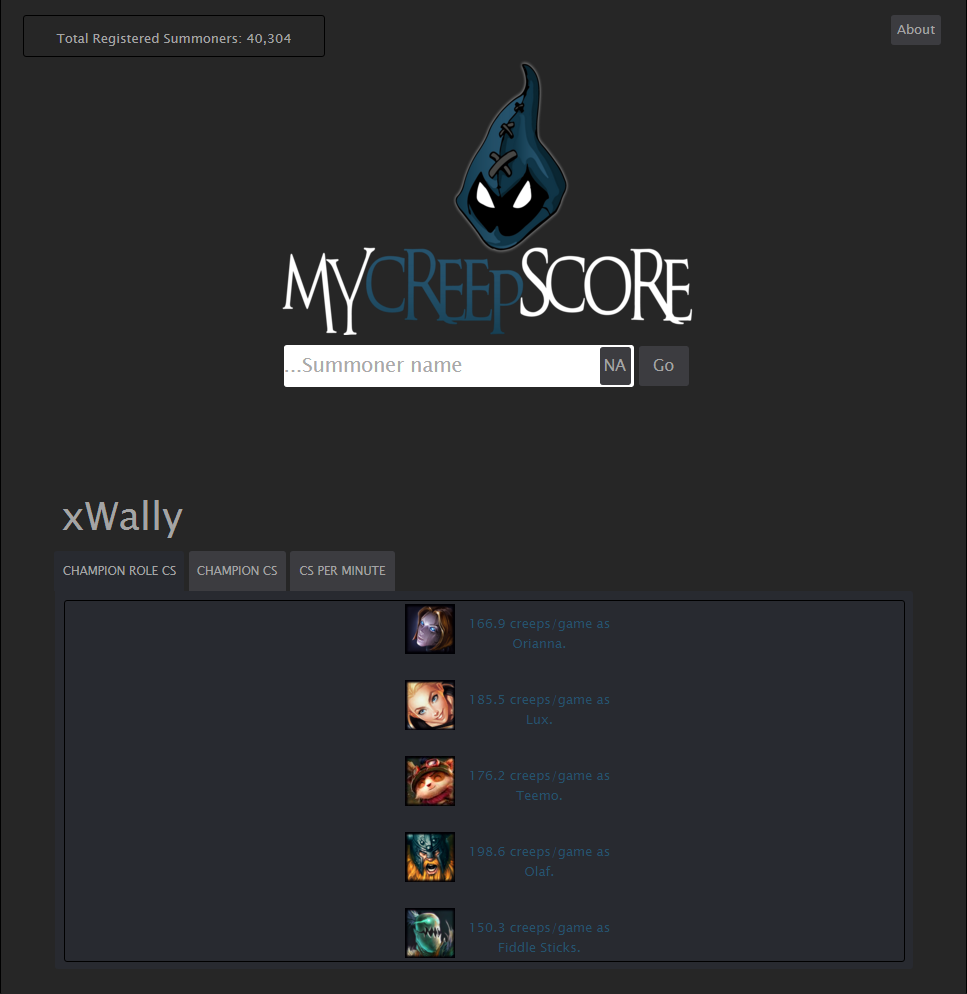 Total Registered Summoners: 40,304
About
MYCREEPSCORE
...Summoner name
NA
Go
xWally
CHAMPION ROLE CS
CHAMPION CS
CS PER MINUTE
166.9 creeps/game as
Orianna.
185.5 creeps/game as
Lux.
176.2 creeps/game as
Teemo.
198.6 creeps/game as
Olaf.
150.3 creeps/game as
Fiddle Sticks.